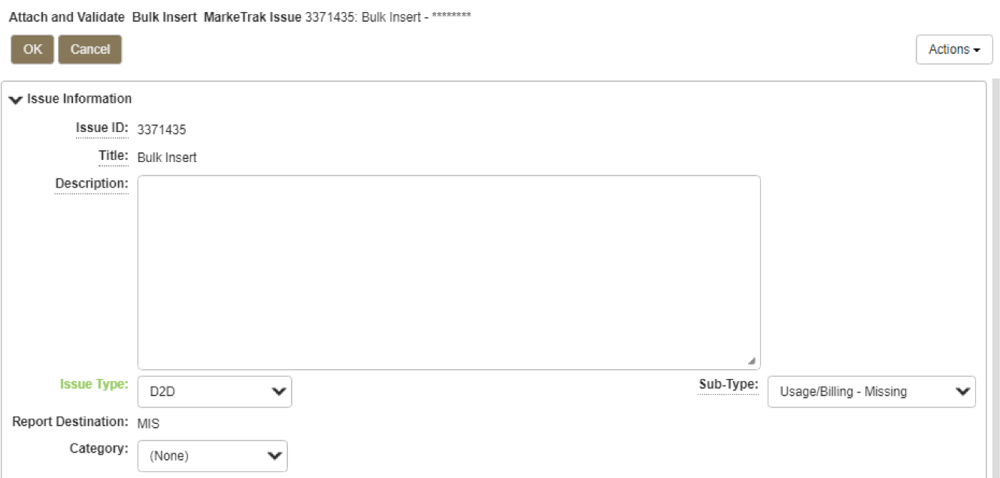 Attach and Validate Bulk Insert MarkeTrak Issue 3371435: Bulk Insert - ********
OK Cancel Actions
Issue Information
Issue ID: 3371435
Title: Bulk Insert
Description:
Issue Type: D2D Sub-Type: Usage/Billing - Missing
Report Destination: MIS
Category: (None)